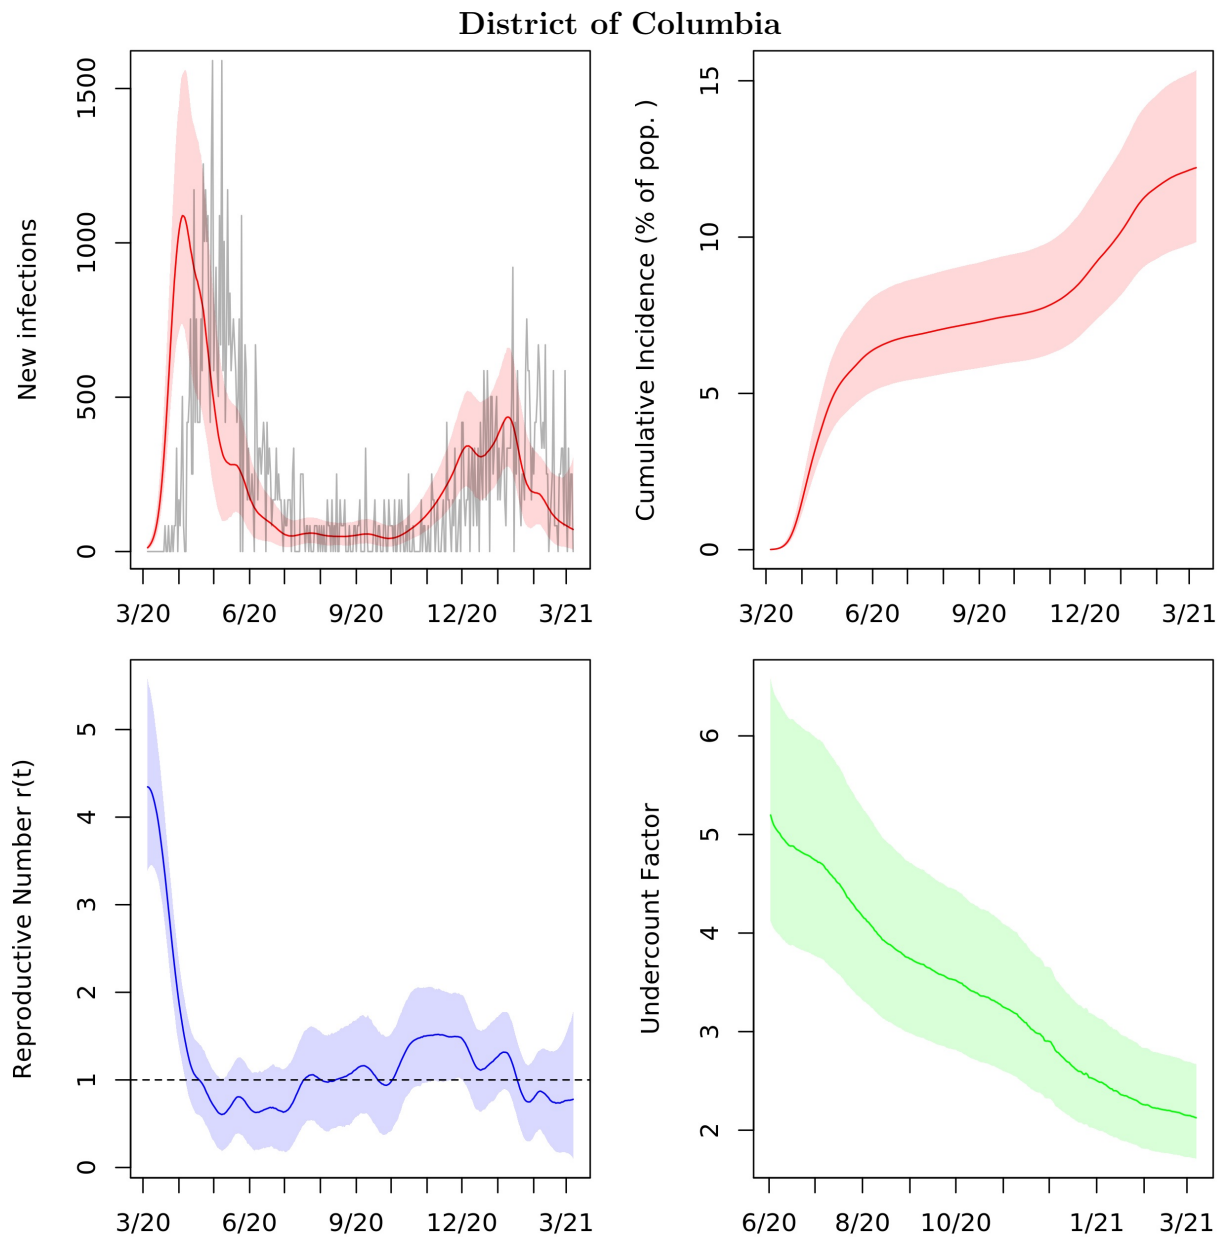 District of Columbia
New infections
1500
1000
500
0
3/20 6/20 9/20 12/20 3/21
Cumulative Incidence (% of pop. )
15
10
5
0
3/20 6/20 9/20 12/20 3/21
Reproductive Number r(t)
5
4
3
2
1
0
3/20 6/20 9/20 12/20 3/21
Undercount Factor
6
5
4
3
2
6/20 8/20 10/20 1/21 3/21